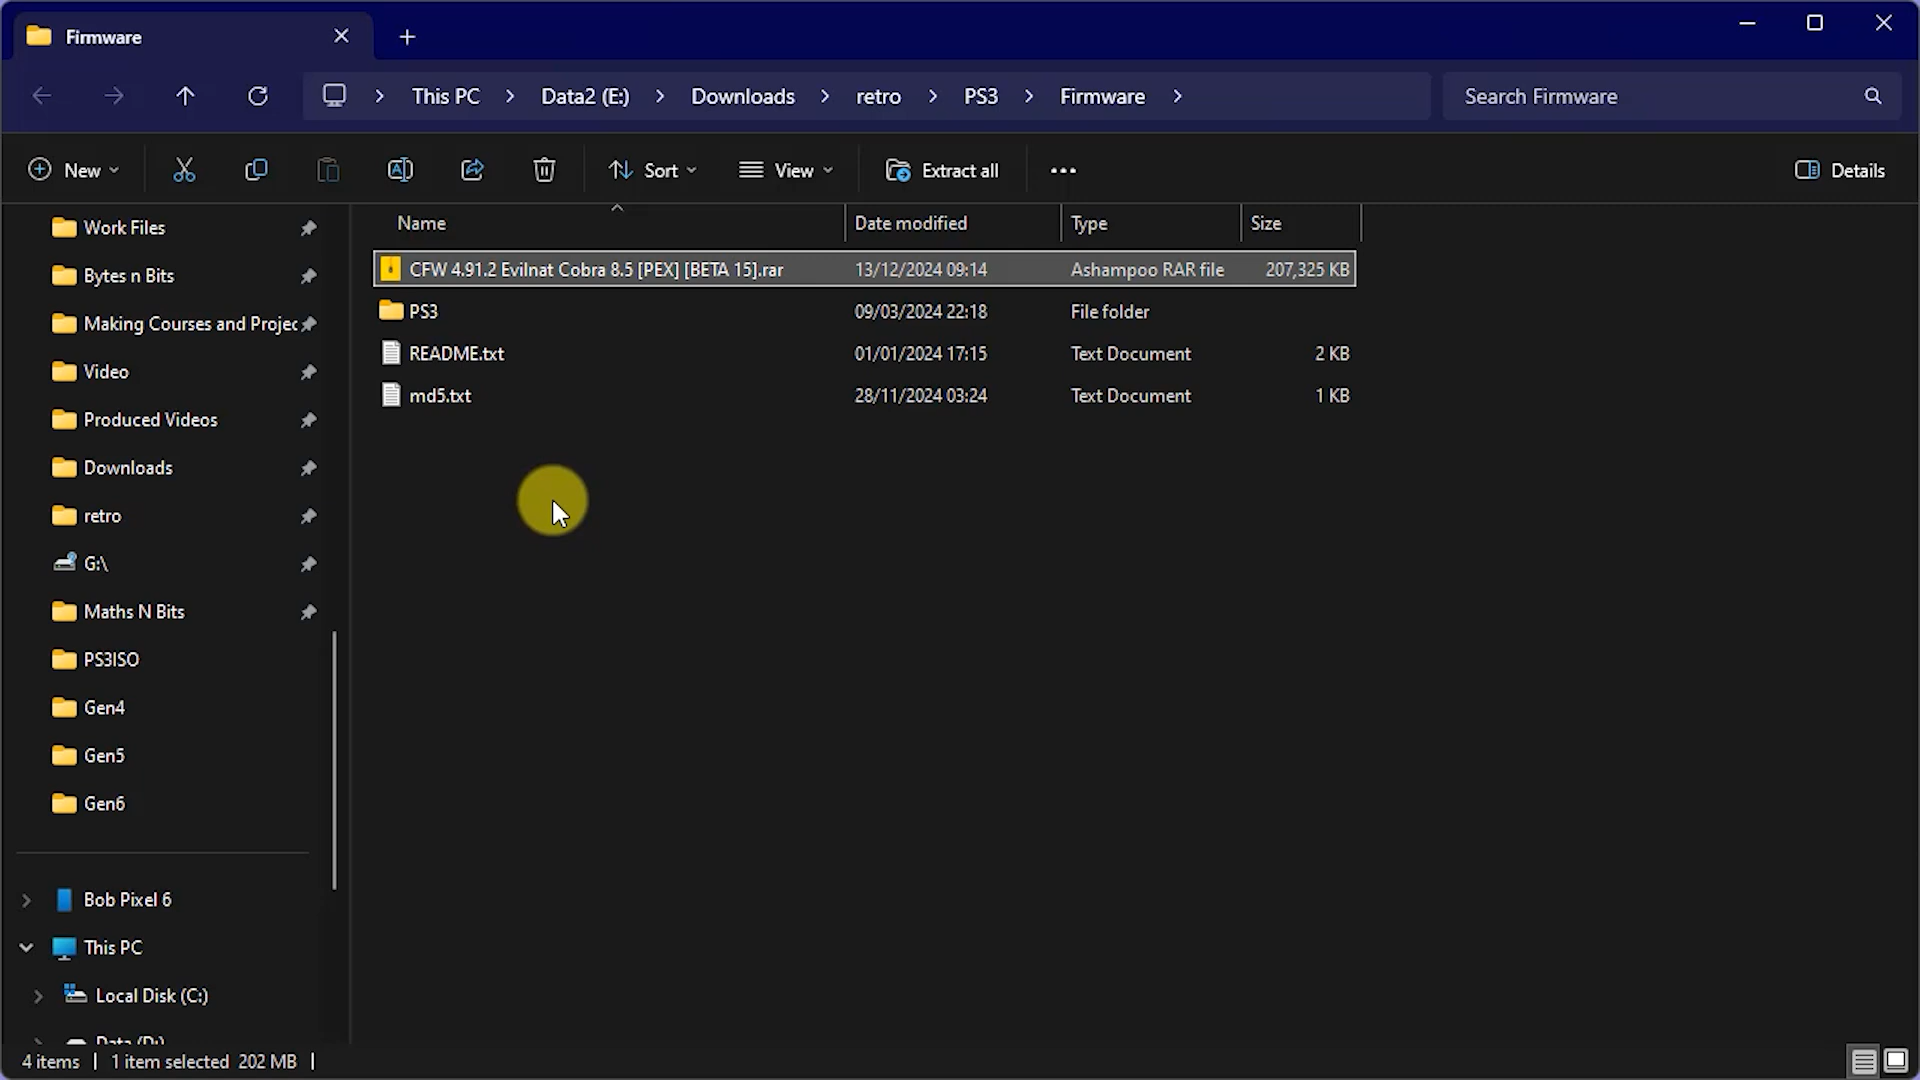 Firmware
This PC
Data2 (E:)
Downloads
retro
PS3
Firmware
Search Firmware
New
Sort
View
Extract all
Details
Name
Date modified
Type
Size
CFW 4.91.2 Evilnat Cobra 8.5 [PEX] [BETA 15].rar 13/12/2024 09:14 Ashampoo RAR file 207,325 KB
PS3 09/03/2024 22:18 File folder
README.txt 01/01/2024 17:15 Text Document 2 KB
md5.txt 28/11/2024 03:24 Text Document 1 KB
Work Files
Bytes n Bits
Making Courses and Projec
Video
Produced Videos
Downloads
retro
G:\
Maths N Bits
PS3ISO
Gen4
Gen5
Gen6
Bob Pixel 6
This PC
Local Disk (C:)
Data (D:)
4 items | 1 item selected 202 MB |